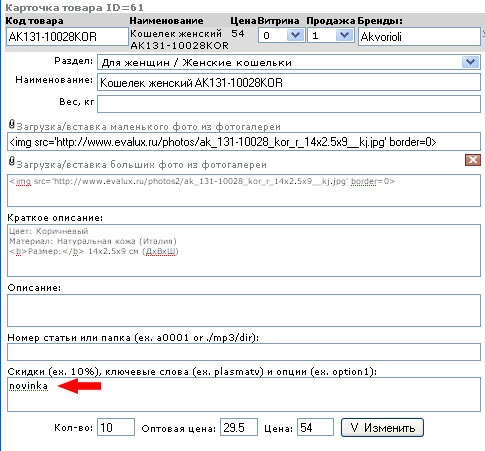 Карточка товара ID=61
Код товара Наименование Цена Витрина Продажа Бренды:
AK131-10028KOR Кошелек женский AK131-10028KOR 54 0 1 Akvorioli
Раздел: Для женщин / Женские кошельки
Наименование: Кошелек женский AK131-10028KOR
Вес, кг
Загрузка/вставка маленького фото из фотогалереи
<img src='http://www.evalux.ru/photos/ak_131-10028_kor_r_14x2.5x9__kj.jpg' border=0>
Загрузка/вставка больших фото из фотогалереи
<img src='http://www.evalux.ru/photos2/ak_131-10028_kor_r_14x2.5x9__kj.jpg' border=0>
Краткое описание:
Цвет: Коричневый
Материал: Натуральная кожа (Италия)
<b>Размер:</b> 14x2.5x9 см (ДхВхШ)
Описание:
Номер статьи или папка (ex. a0001 or ./mp3/dir):
Скидки (ex. 10%), ключевые слова (ex. plasmatv) и опции (ex. option1):
novinka
Кол-во: 10 Оптовая цена: 29.5 Цена: 54 V Изменить